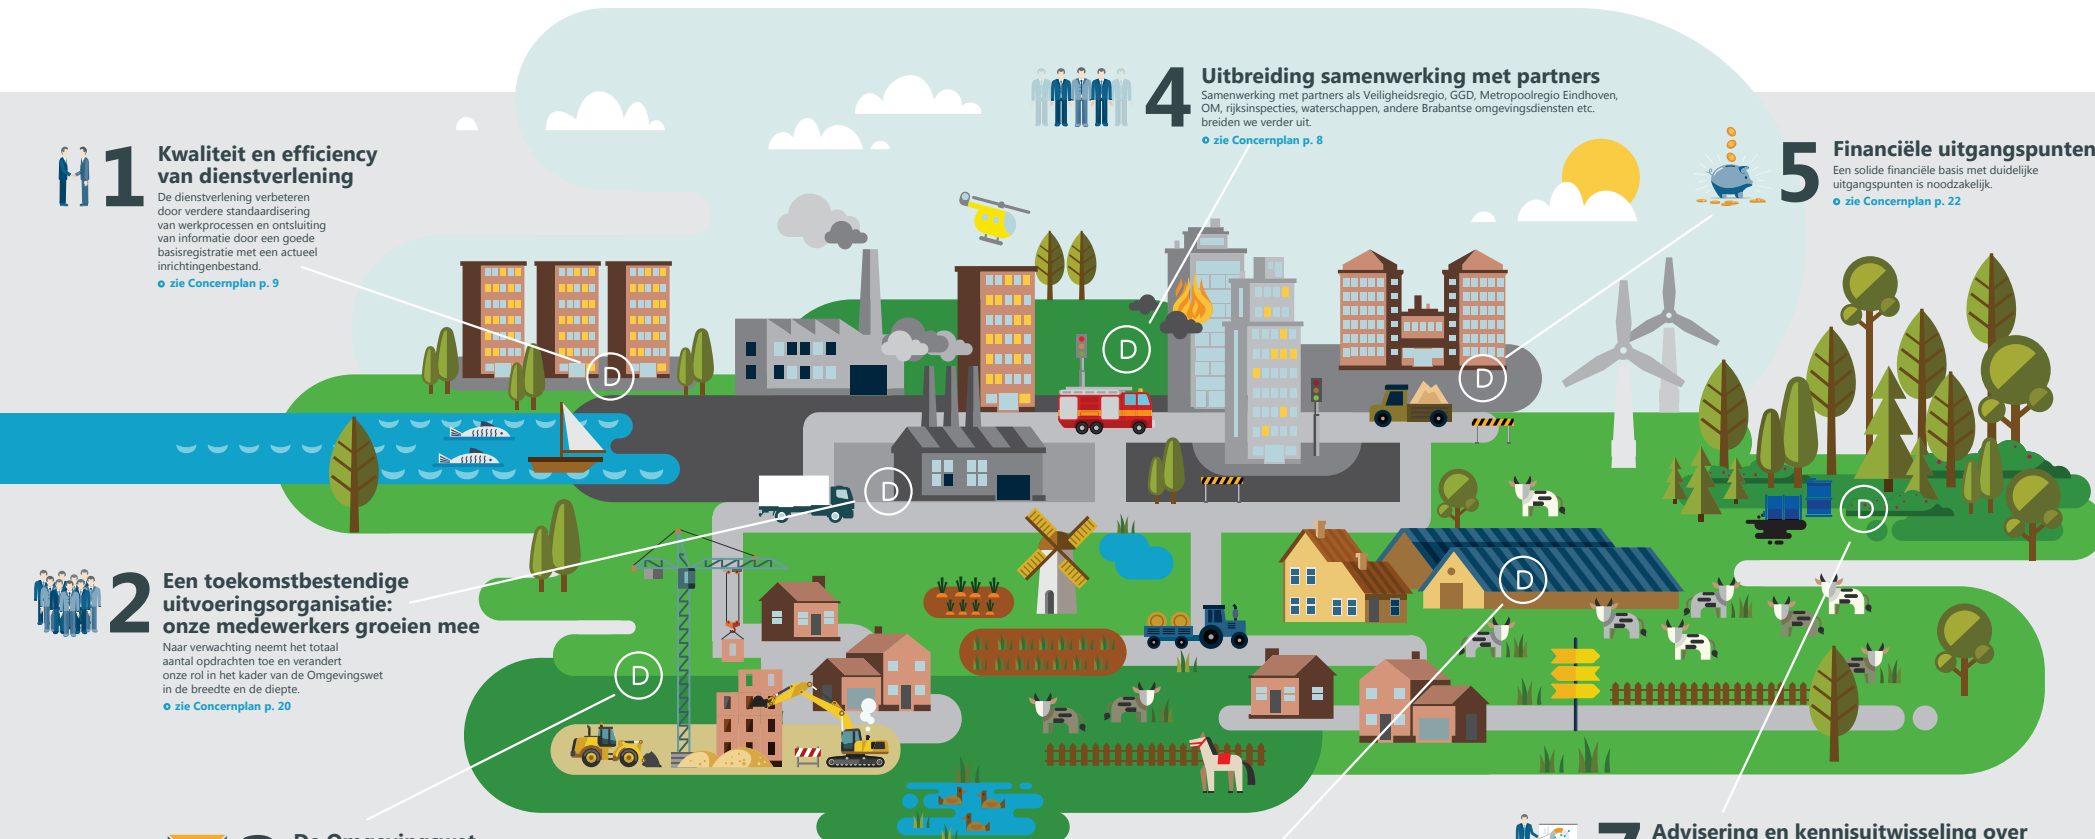 1
Kwaliteit en efficiency
van dienstverlening
De dienstverlening verbeteren
door verdere standaardisering
van werkprocessen en ontsluiting
van informatie door een goede
basisregistratie met een actueel
inrichtingenbestand.
zie Concernplan p. 9
4
Uitbreiding samenwerking met partners
Samenwerking met partners als Veiligheidsregio, GGD, Metropoolregio Eindhoven,
OM, rijksinspecties, waterschappen, andere Brabantse omgevingsdiensten etc.
breiden we verder uit.
zie Concernplan p. 8
5
Financiële uitgangspunten
Een solide financiële basis met duidelijke
uitgangspunten is noodzakelijk.
zie Concernplan p. 22
D
D
D
D
D
D
D
2
Een toekomstbestendige
uitvoeringsorganisatie:
onze medewerkers groeien mee
Naar verwachting neemt het totaal
aantal opdrachten toe en verandert
onze rol in het kader van de Omgevingswet
in de breedte en de diepte.
zie Concernplan p. 20
De Omgevingswet
7
Advisering en kennisuitwisseling over